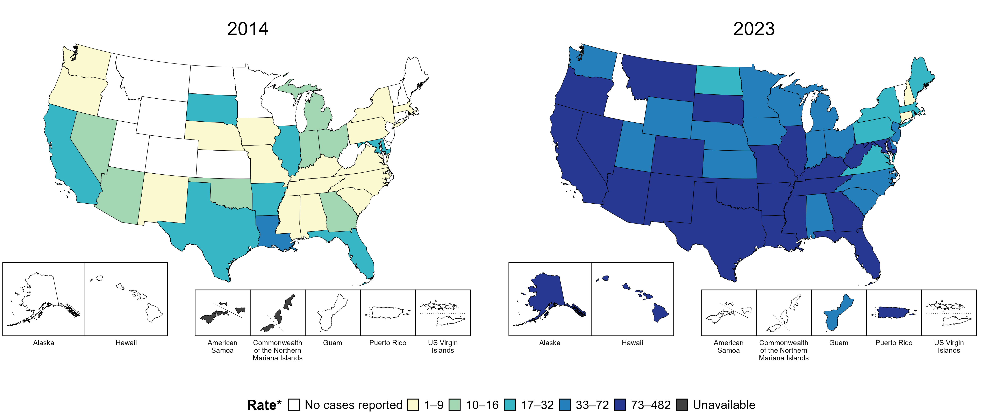 2014
2023
Alaska
Hawaii
American
Samoa
Commonwealth
of the Northern
Mariana Islands
Guam
Puerto Rico
US Virgin
Islands
Alaska
Hawaii
American
Samoa
Commonwealth
of the Northern
Mariana Islands
Guam
Puerto Rico
US Virgin
Islands
Rate* No cases reported 1–9 10–16 17–32 33–72 73–482 Unavailable